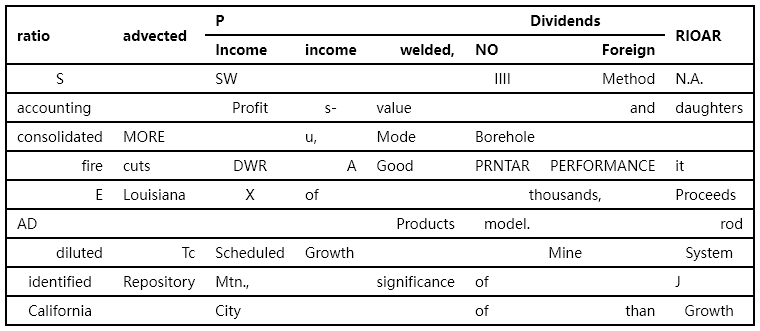 ratio advected P Dividends RIOAR
Income income welded, NO Foreign
S SW IIII Method N.A.
accounting Profit s- value and daughters
consolidated MORE u, Mode Borehole
fire cuts DWR A Good PRNTAR PERFORMANCE it
E Louisiana X of thousands, Proceeds
AD Products model. rod
diluted Tc Scheduled Growth Mine System
identified Repository Mtn., significance of J
California City of than Growth